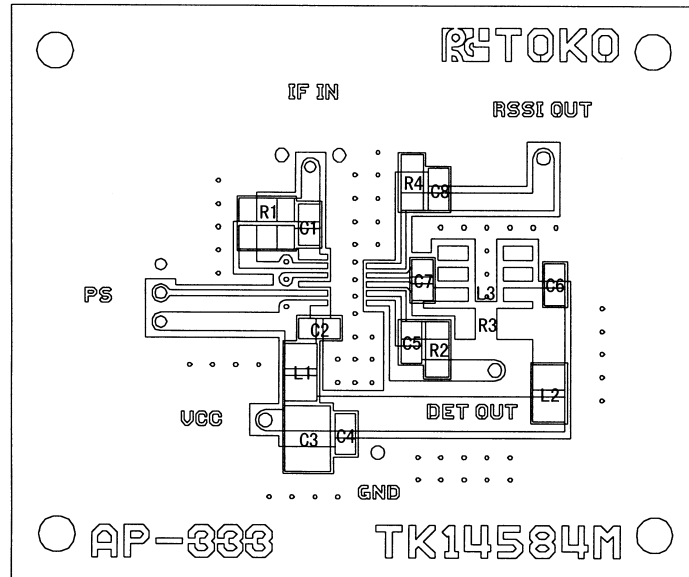 TOKO
IF IN
RSSI OUT
R4
C8
R1
C1
C7
C6
L3
PS
R3
C2
C5
R2
L1
L2
DET OUT
VCC
C3
C4
GND
AP-333
TK14584M